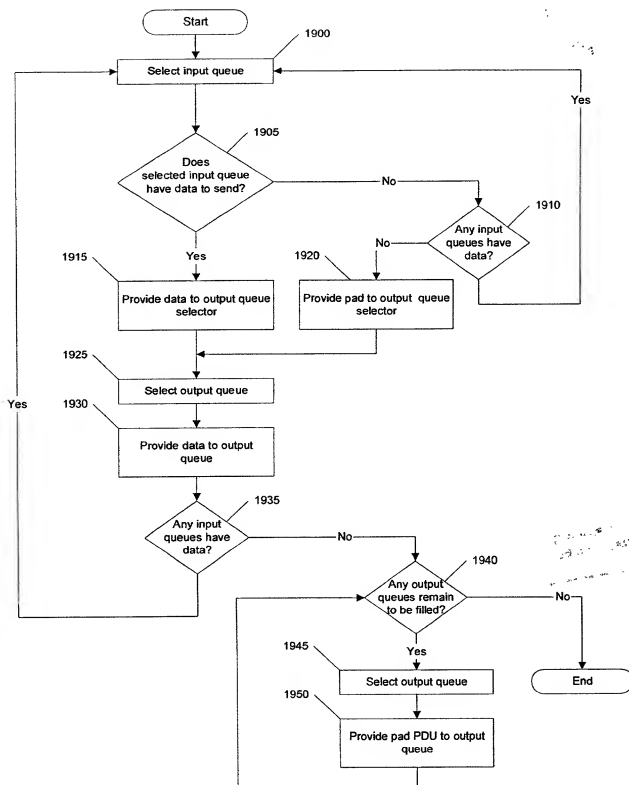 Start
1900
Select input queue
Yes
1905
Does
selected input queue
have data to send?
No
1910
Any input
queues have
data?
No
Yes
1915
1920
Provide data to output queue
selector
Provide pad to output queue
selector
1925
Select output queue
Yes
1930
Provide data to output
queue
1935
Any input
queues have
data?
No
1940
Any output
queues remain
to be filled?
No
Yes
1945
Select output queue
End
1950
Provide pad PDU to output
queue